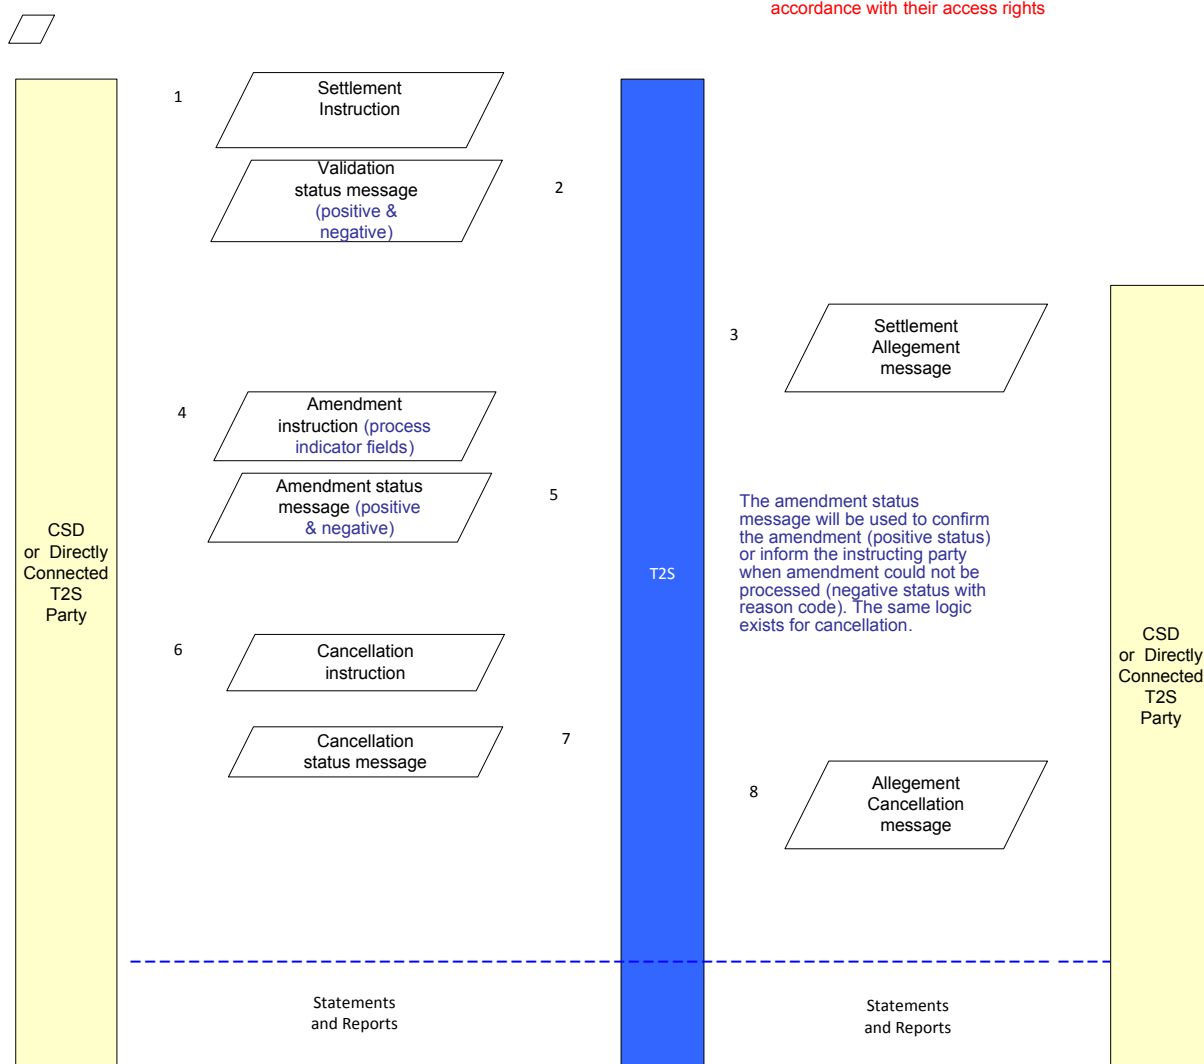 accordance with their access rights
1
Settlement
Instruction
Validation
status message
(positive &
negative)
2
3
Settlement
Allegement
message
4
Amendment
instruction (process
indicator fields)
Amendment status
message (positive
& negative)
5
The amendment status
message will be used to confirm
the amendment (positive status)
or inform the instructing party
when amendment could not be
processed (negative status with
reason code). The same logic
exists for cancellation.
CSD
or Directly
Connected
T2S
Party
T2S
CSD
or Directly
Connected
T2S
Party
6
Cancellation
instruction
Cancellation
status message
7
8
Allegement
Cancellation
message
Statements
and Reports
Statements
and Reports